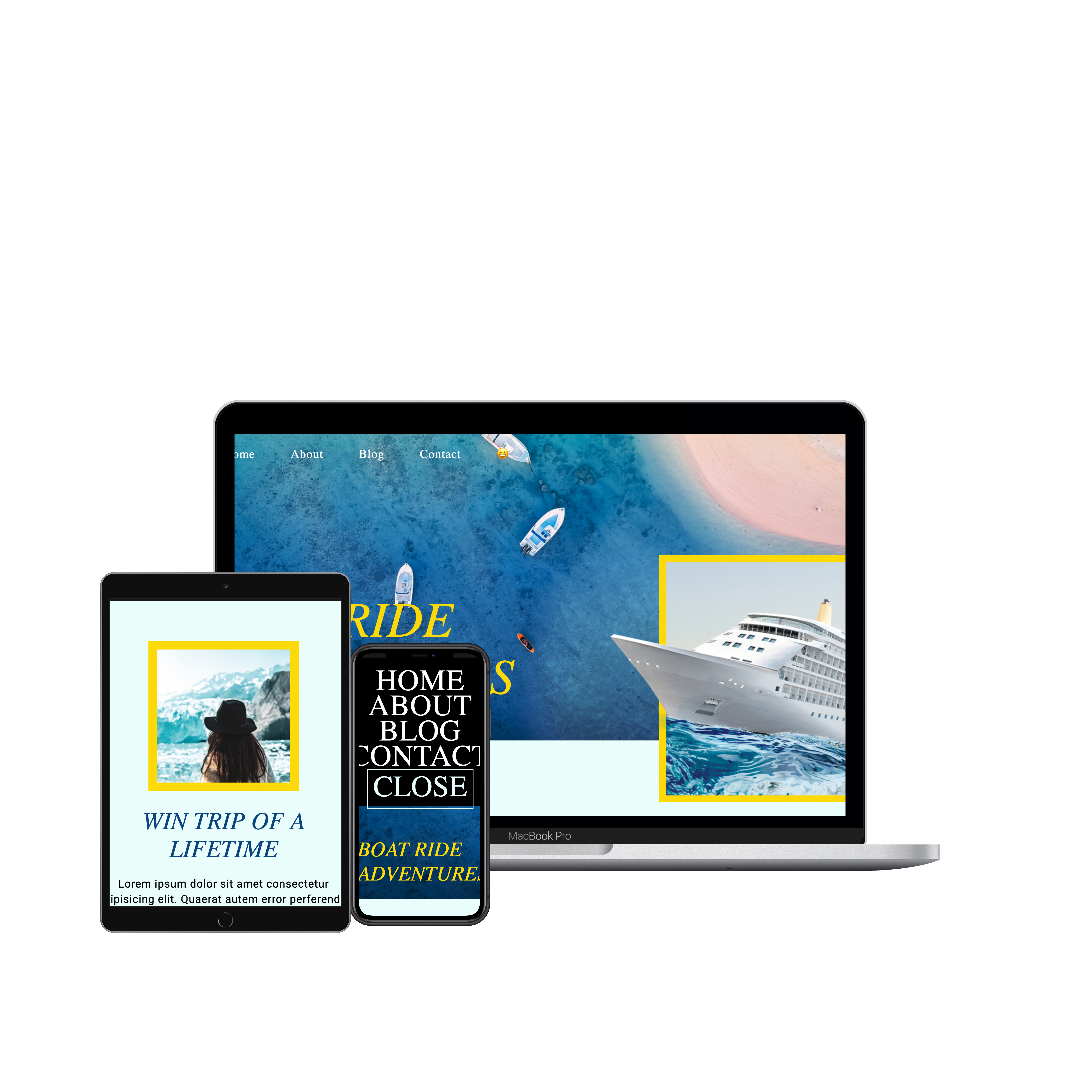 ome About Blog Contact
RIDE
S
MacBook Pro
WIN TRIP OF A
LIFETIME
Lorem ipsum dolor sit amet consectetur
ipisicing elit. Quaerat autem error perferend
HOME
ABOUT
BLOG
CONTACT
CLOSE
BOAT RIDE
ADVENTURES